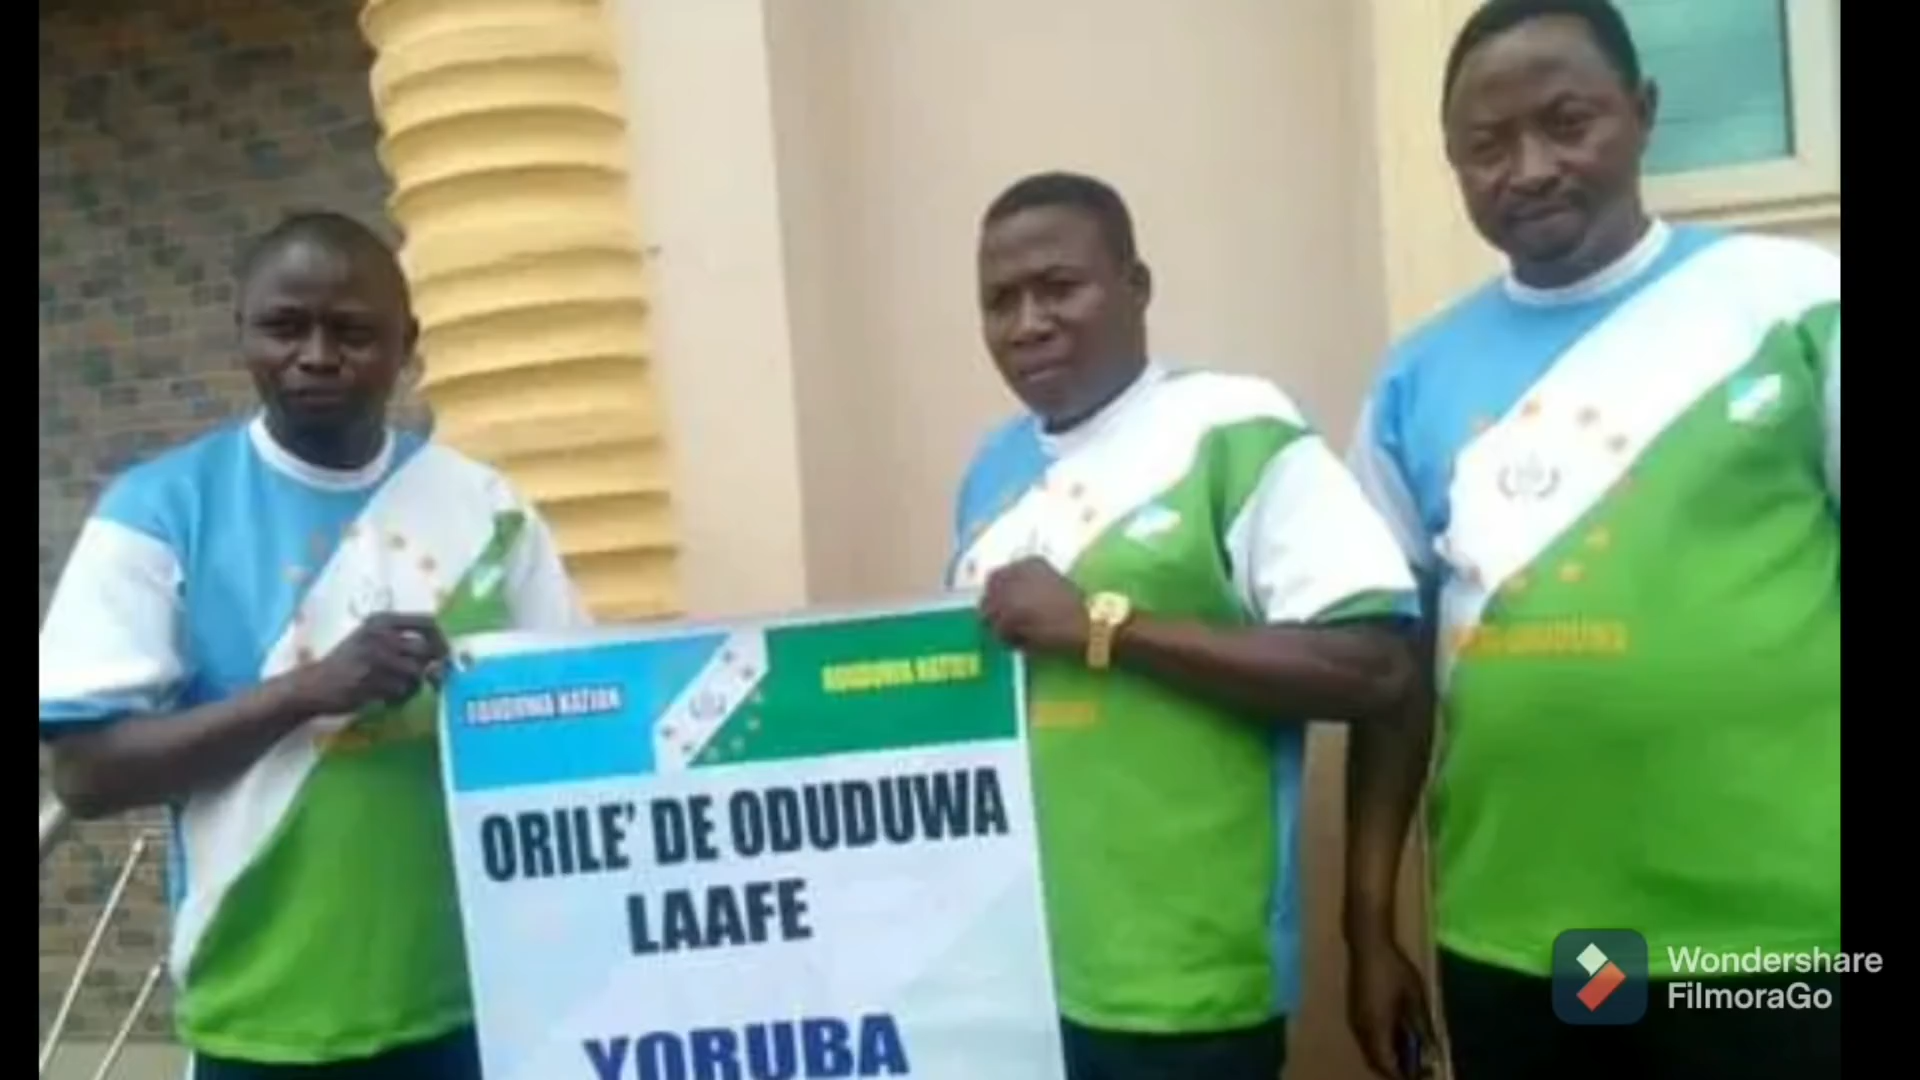 ODUDUWA NATION
ODUDUWA NATION
ORILE' DE ODUDUWA
LAAFE
YORUBA
Wondershare
FilmoraGo